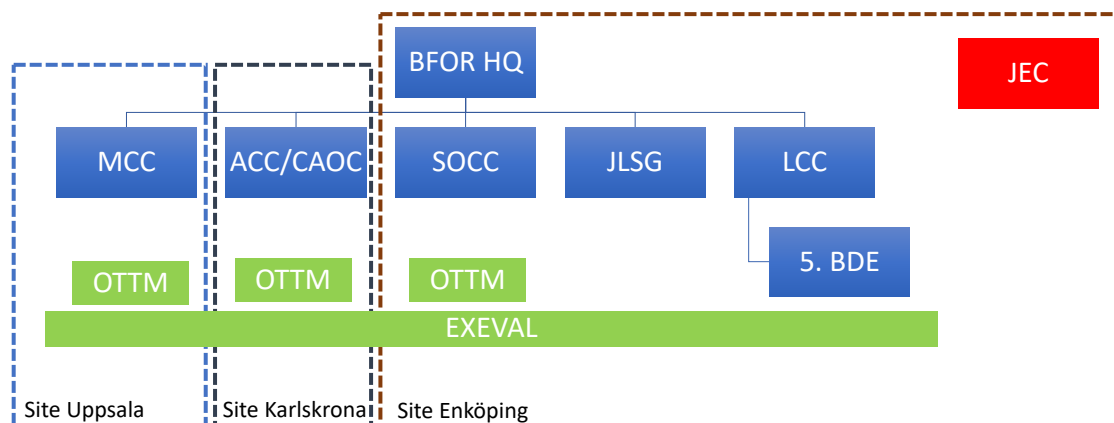 BFOR HQ
JEC
MCC
ACC/CAOC
SOCC
JLSG
LCC
5. BDE
OTTM
OTTM
OTTM
EXEVAL
Site Uppsala
Site Karlskrona
Site Enköping